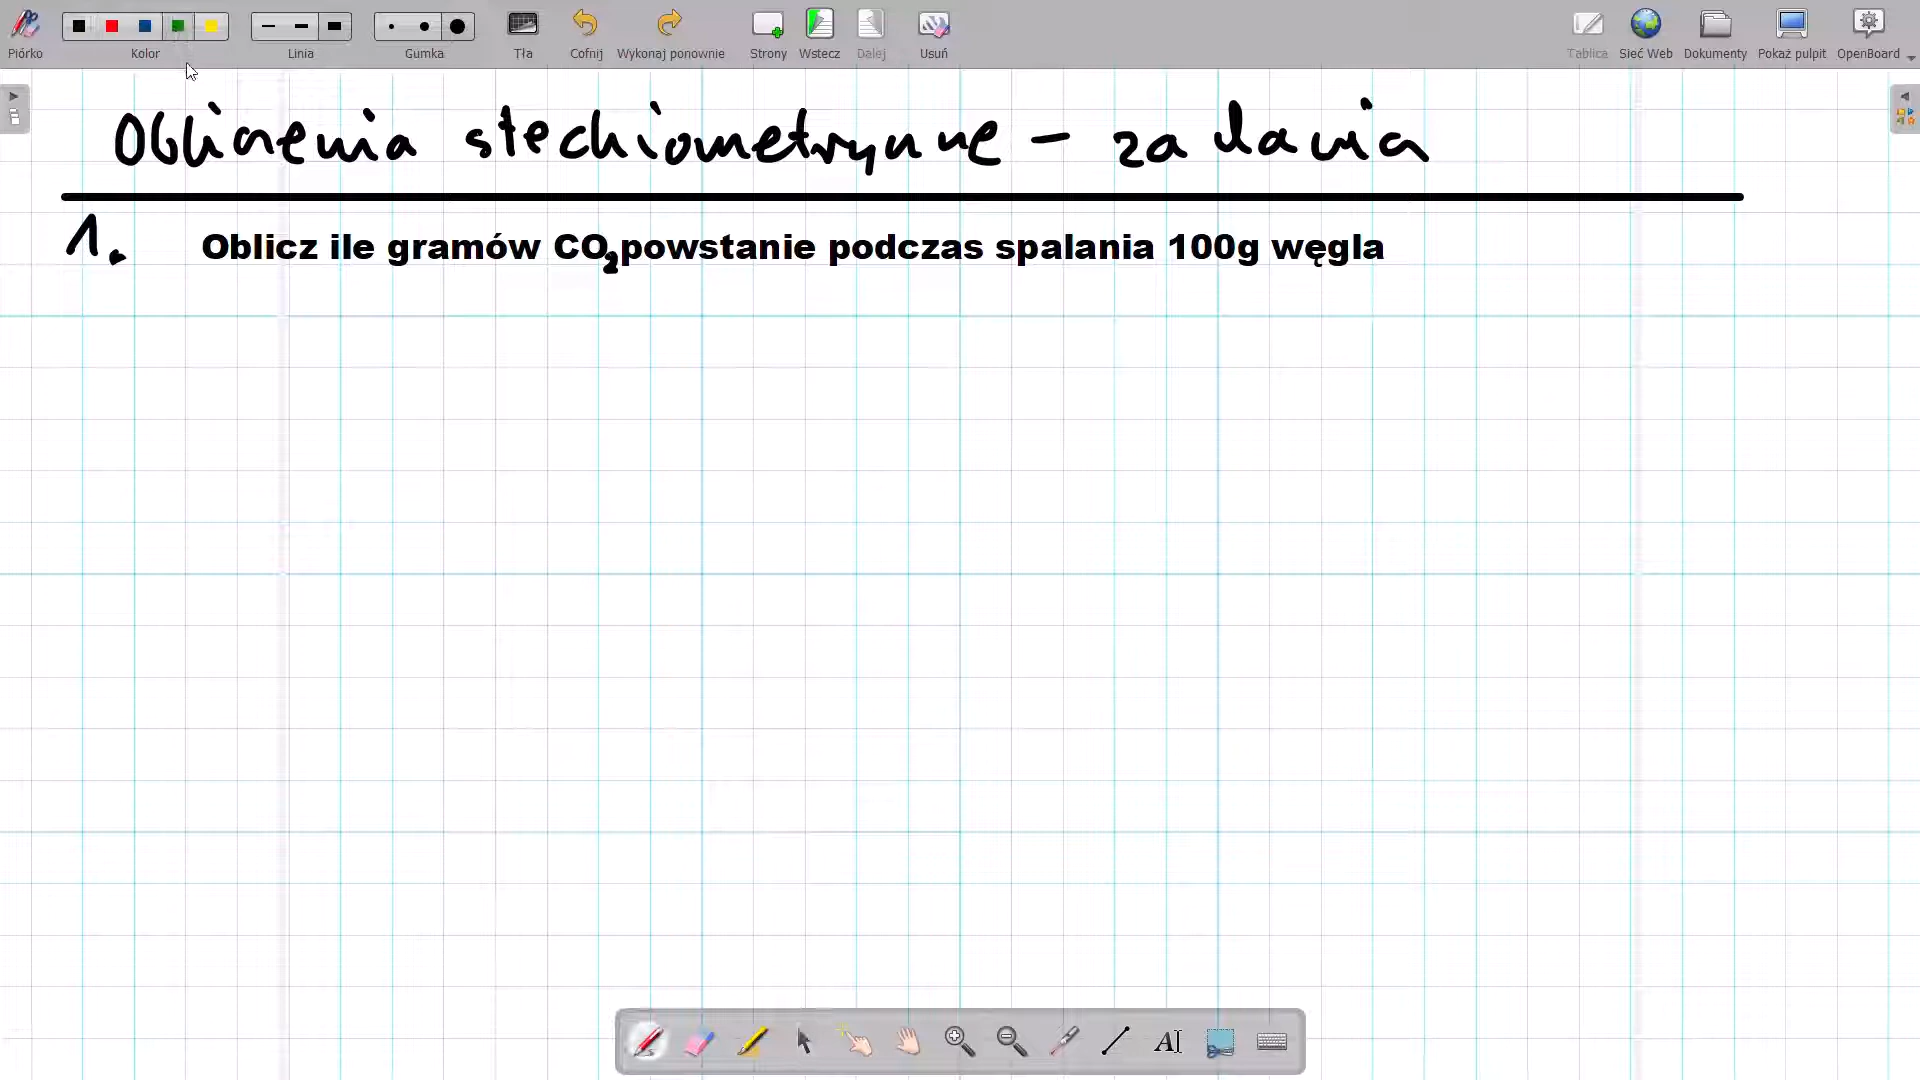 Piórko Kolor Linia Gumka Tła Cofnij Wykonaj ponownie Strony Wstecz Dalej Usuń Tablica Sieć Web Dokumenty Pokaż pulpit OpenBoard
Obliczenia stechiometryczne - zadania
1. Oblicz ile gramów CO₂ powstanie podczas spalania 100g węgla